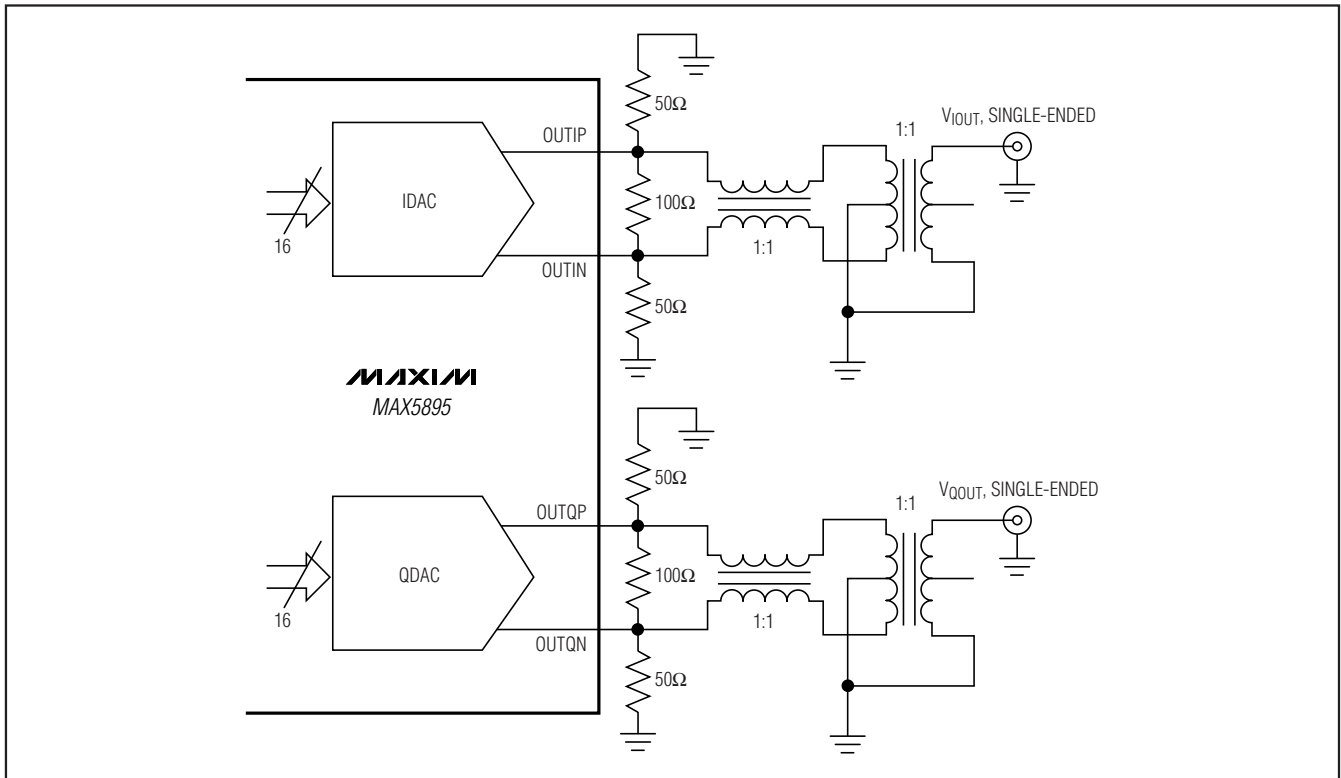 50Ω
OUTIP
IDAC
16
100Ω
1:1
1:1
VIOUT, SINGLE-ENDED
OUTIN
50Ω
MAXIM
MAX5895
50Ω
OUTQP
QDAC
16
100Ω
1:1
1:1
VQOUT, SINGLE-ENDED
OUTQN
50Ω